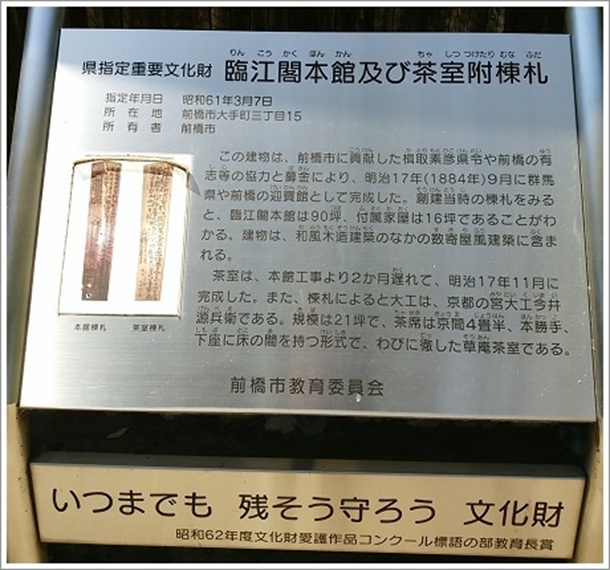 県指定重要文化財 臨江閣本館及び茶室附棟札
指定年月日 昭和61年3月7日
所在地 前橋市大手町三丁目15
所有者 前橋市
この建物は、前橋市に貢献した楫取素彦県令や前橋の有
志等の協力と募金により、明治17年(1884年)9月に群馬
県や前橋の迎賓館として完成した。創建当時の棟札をみる
と、臨江閣本館は90坪、付属家屋は16坪であることがわ
かる。建物は、和風木造建築のなかの数寄屋風建築に含ま
れる。
茶室は、本館工事より2か月遅れて、明治17年11月に
完成した。また、棟札によると大工は、京都の宮大工今井
源兵衛である。規模は21坪で、茶席は京間4畳半、本勝手、
下座に床の間を持つ形式で、わびに徹した草庵茶室である。
本館棟札 茶室棟札
前橋市教育委員会
いつまでも 残そう守ろう 文化財
昭和62年度文化財愛護作品コンクール標語の部教育長賞